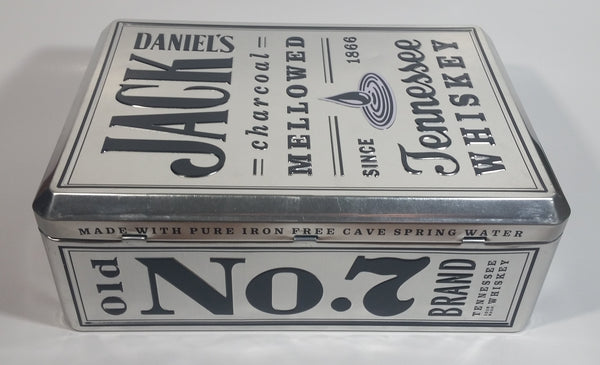 JACK
DANIEL'S
= charcoal =
MELLOWED
SINCE 1866
Tennessee
WHISKEY
MADE WITH PURE IRON FREE CAVE SPRING WATER
Old
No. 7
BRAND
TENNESSEE
WHISKEY